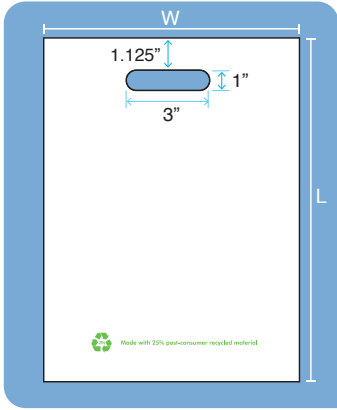 W
1.125”
1”
3”
L
Made with 25% post-consumer recycled material